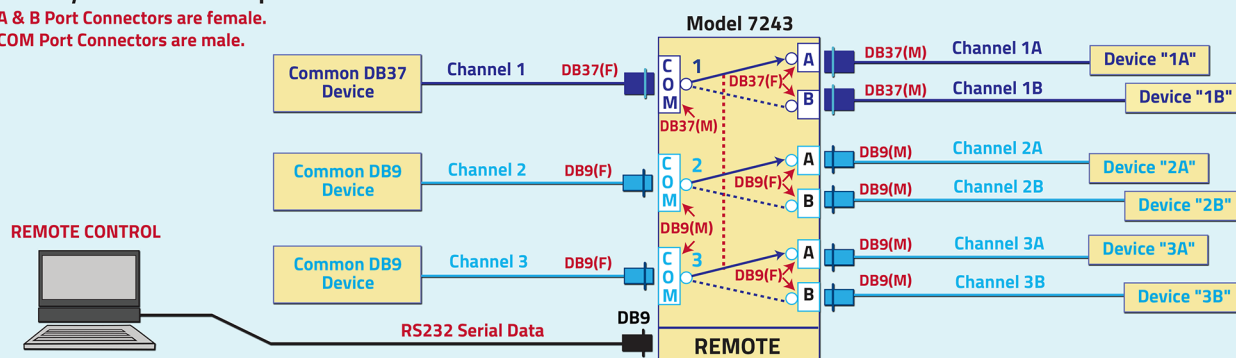 A & B Port Connectors are female.
COM Port Connectors are male.
Model 7243
Common DB37
Device
Channel 1
DB37(F)
COM
1
DB37(F)
A
B
DB37(M)
DB37(M)
Channel 1A
Device "1A"
DB37(M)
Channel 1B
Device "1B"
Common DB9
Device
Channel 2
DB9(F)
COM
2
DB9(F)
A
B
DB9(M)
DB9(M)
Channel 2A
Device "2A"
DB9(M)
Channel 2B
Device "2B"
REMOTE CONTROL
Common DB9
Device
Channel 3
DB9(F)
COM
3
DB9(F)
A
B
DB9(M)
Channel 3A
Device "3A"
DB9(M)
Channel 3B
Device "3B"
RS232 Serial Data
DB9
REMOTE